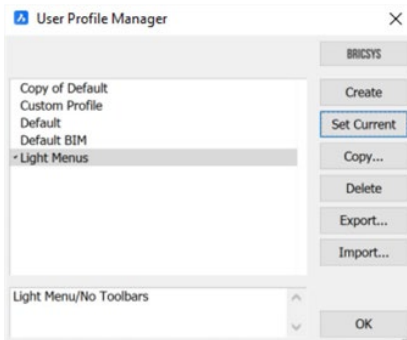 User Profile Manager
BRICSYS
Copy of Default
Custom Profile
Default
Default BIM
Light Menus
Create
Set Current
Copy...
Delete
Export...
Import...
Light Menu/No Toolbars
OK